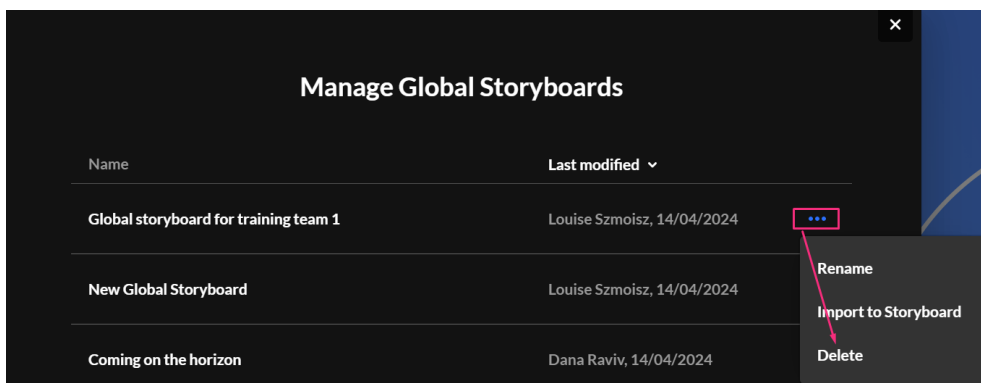 Manage Global Storyboards
Name Last modified
Global storyboard for training team 1 Louise Szmoisz, 14/04/2024
Rename
New Global Storyboard Louise Szmoisz, 14/04/2024
Import to Storyboard
Coming on the horizon Dana Raviv, 14/04/2024
Delete